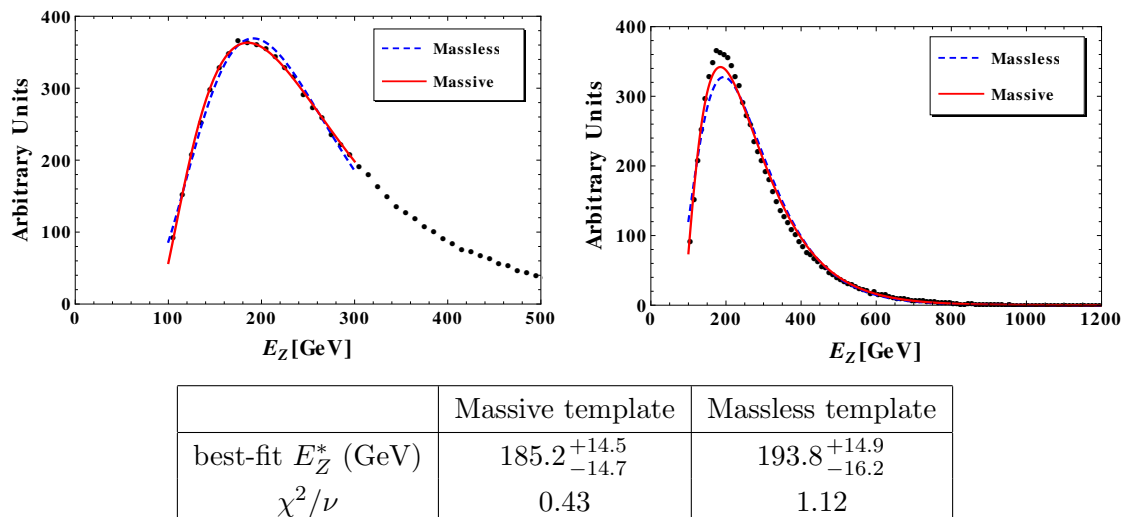 400
300
200
100
0
Arbitrary Units
Massless
Massive
0 100 200 300 400 500
E_Z [GeV]
400
300
200
100
0
Arbitrary Units
Massless
Massive
0 200 400 600 800 1000 1200
E_Z [GeV]
Massive template Massless template
best-fit E*_Z (GeV) 185.2 +14.5 −14.7 193.8 +14.9 −16.2
χ²/ν 0.43 1.12